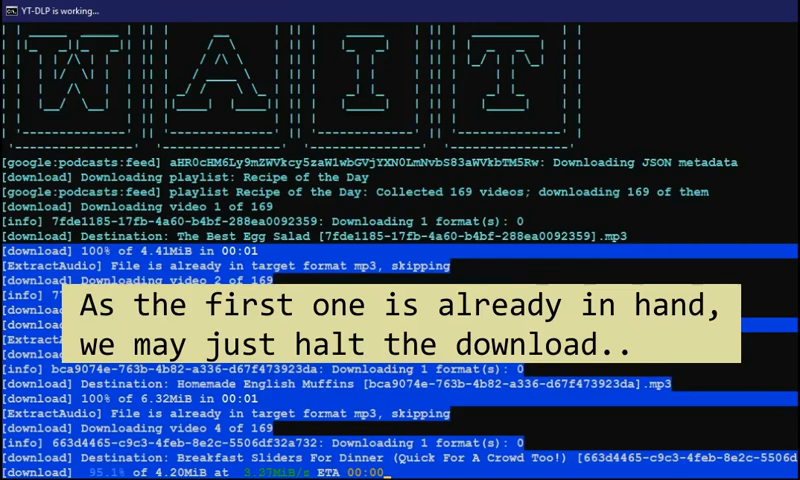 YT-DLP is working...
WAIT
[google:podcasts:feed] aHR0cHM6Ly9mZWVkcy5zaW1wbGVjYXN0LmNvbS83aWVkbTM5Rw: Downloading JSON metadata
[download] Downloading playlist: Recipe of the Day
[google:podcasts:feed] playlist Recipe of the Day: Collected 169 videos; downloading 169 of them
[download] Downloading video 1 of 169
[info] 7fde1185-17fb-4a60-b4bf-288ea0092359: Downloading 1 format(s): 0
[download] Destination: The Best Egg Salad [7fde1185-17fb-4a60-b4bf-288ea0092359].mp3
[download] 100% of 4.41MiB in 00:01
[ExtractAudio] File is already in target format mp3, skipping
[download] Downloading video 2 of 169
As the first one is already in hand,
we may just halt the download..
[info] bca9074e-763b-4b82-a336-d67f473923da: Downloading 1 format(s): 0
[download] Destination: Homemade English Muffins [bca9074e-763b-4b82-a336-d67f473923da].mp3
[download] 100% of 6.32MiB in 00:01
[ExtractAudio] File is already in target format mp3, skipping
[download] Downloading video 4 of 169
[info] 663d4465-c9c3-4feb-8e2c-5506df32a732: Downloading 1 format(s): 0
[download] Destination: Breakfast Sliders For Dinner (Quick For A Crowd Too!) [663d4465-c9c3-4feb-8e2c-5506d
[download] 95.1% of 4.20MiB at 3.37MiB/s ETA 00:00